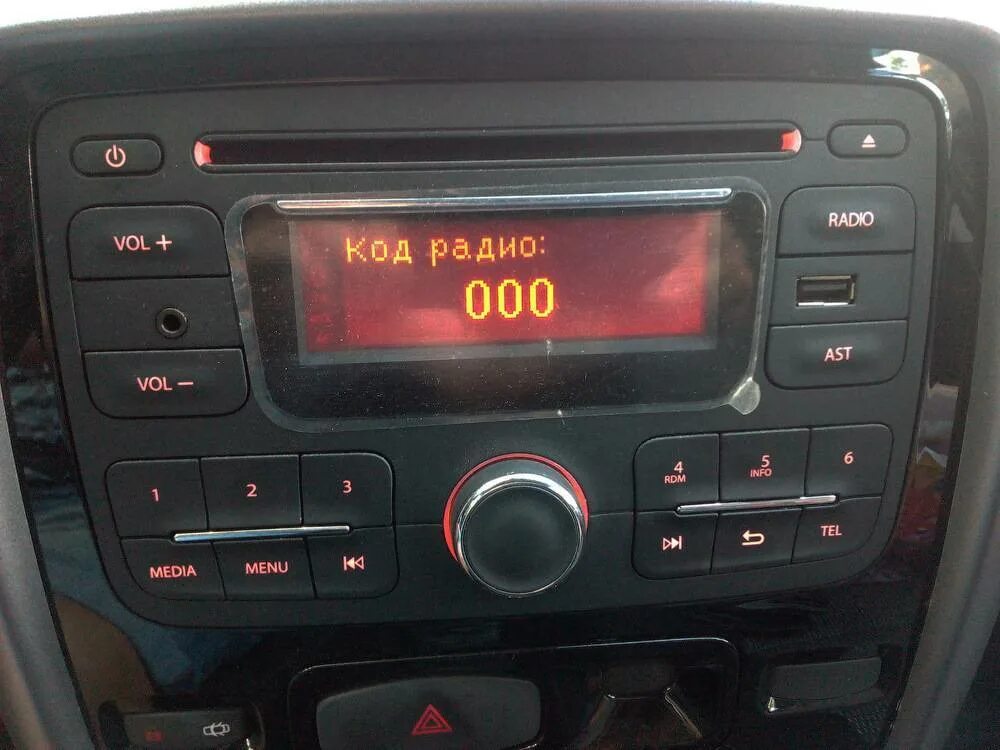 Код радио:
000
VOL +
RADIO
VOL –
AST
1
2
3
4
RDM
5
INFO
6
MEDIA
MENU
TEL